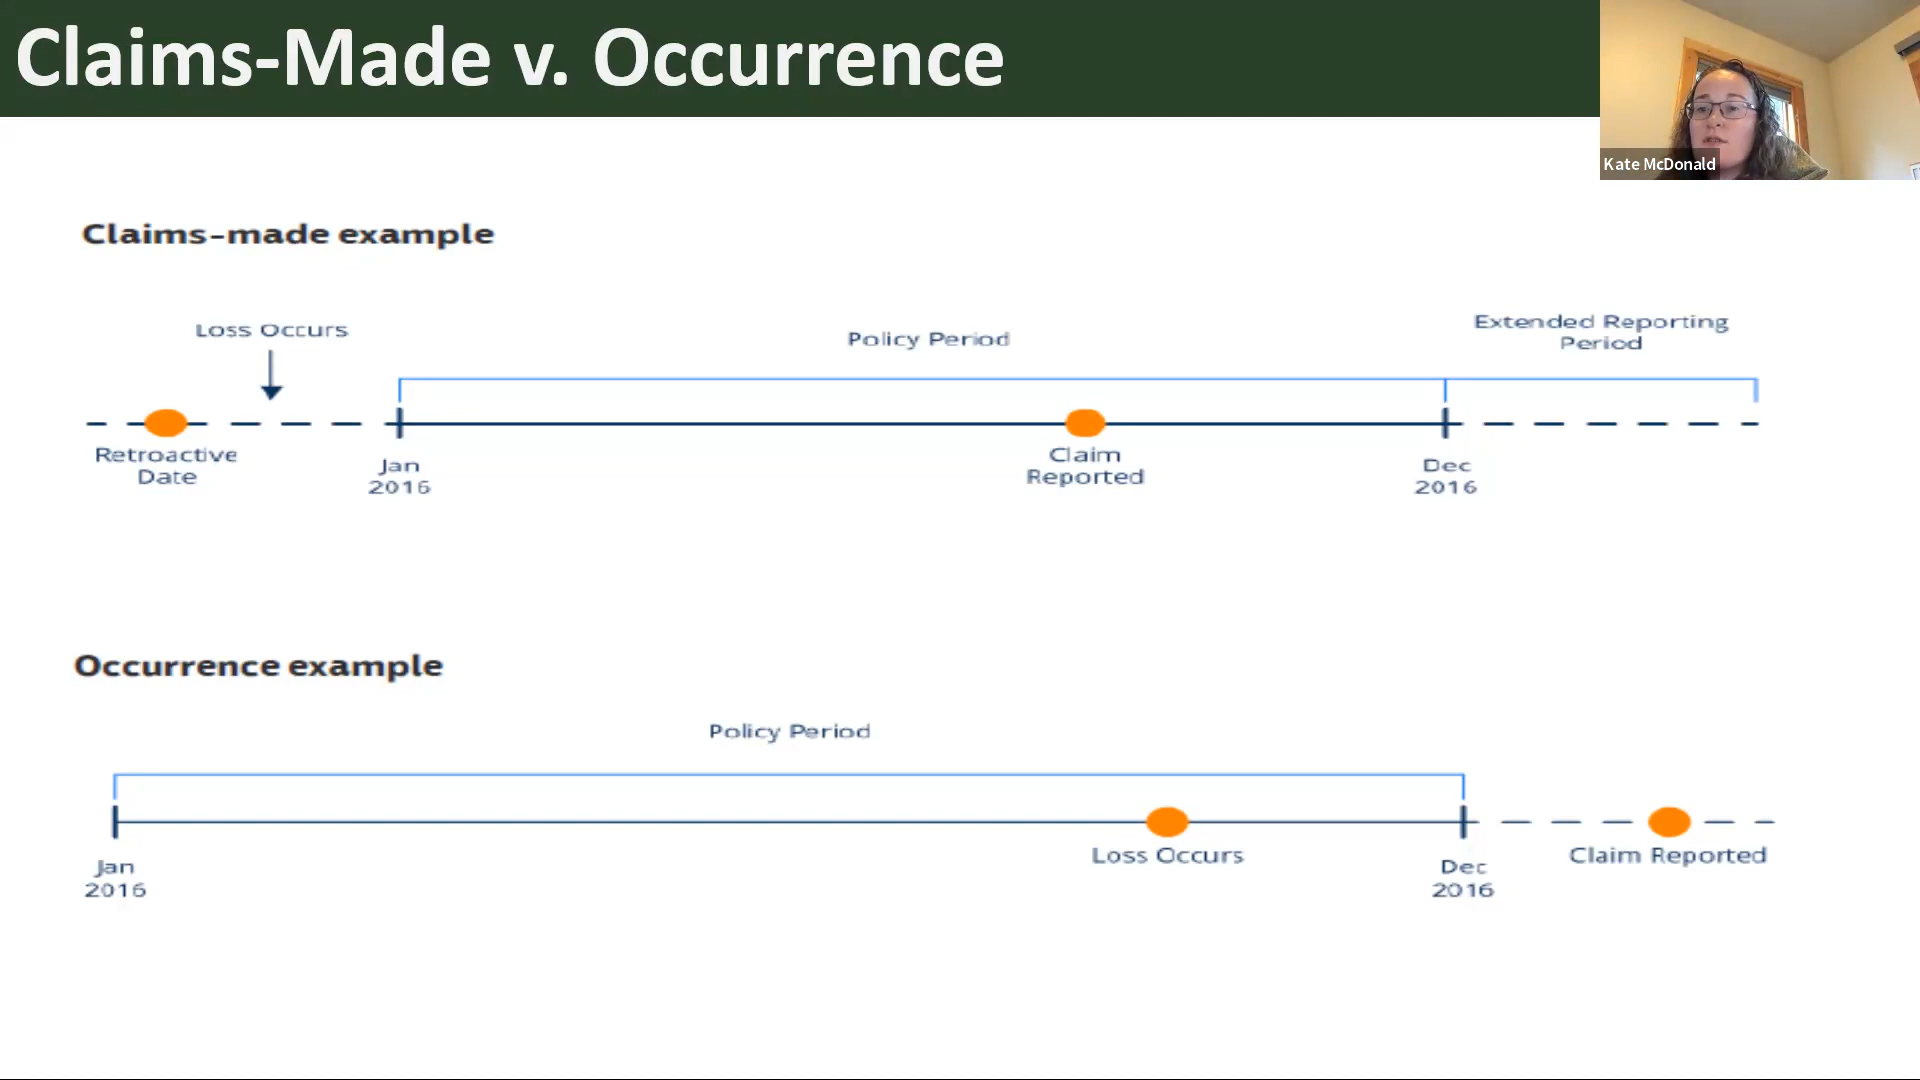 Claims-Made v. Occurrence
Kate McDonald
Claims-made example
Loss Occurs
Policy Period
Extended Reporting
Period
Retroactive
Date
Jan
2016
Claim
Reported
Dec
2016
Occurrence example
Policy Period
Jan
2016
Loss Occurs
Dec
2016
Claim Reported